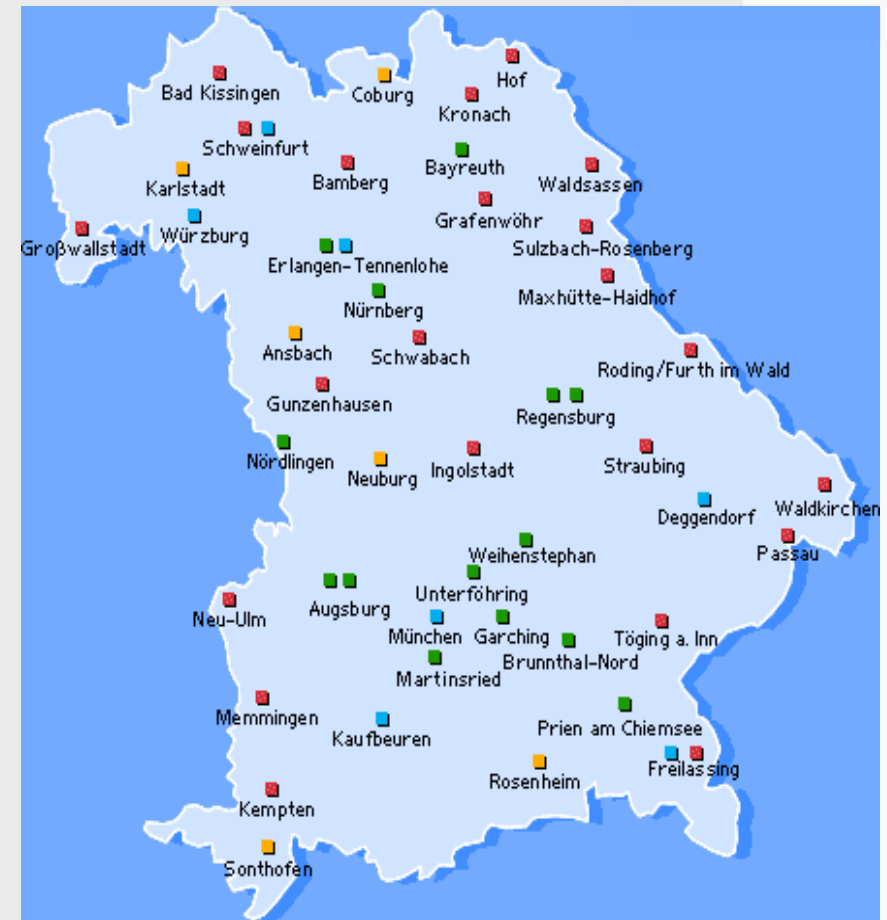 Hof
Bad Kissingen
Coburg
Kronach
Schweinfurt
Bayreuth
Bamberg
Karlstadt
Waldsassen
Grafenwöhr
Würzburg
Großwallstadt
Sulzbach-Rosenberg
Erlangen-Tennenlohe
Maxhütte-Haidhof
Nürnberg
Ansbach
Schwabach
Roding/Furth im Wald
Gunzenhausen
Regensburg
Nördlingen
Neuburg
Ingolstadt
Straubing
Waldkirchen
Deggendorf
Weihenstephan
Passau
Unterföhring
Augsburg
Neu-Ulm
München
Garching
Töging a. Inn
Brunnthal-Nord
Martinsried
Memmingen
Prien am Chiemsee
Kaufbeuren
Freilassing
Rosenheim
Kempten
Sonthofen